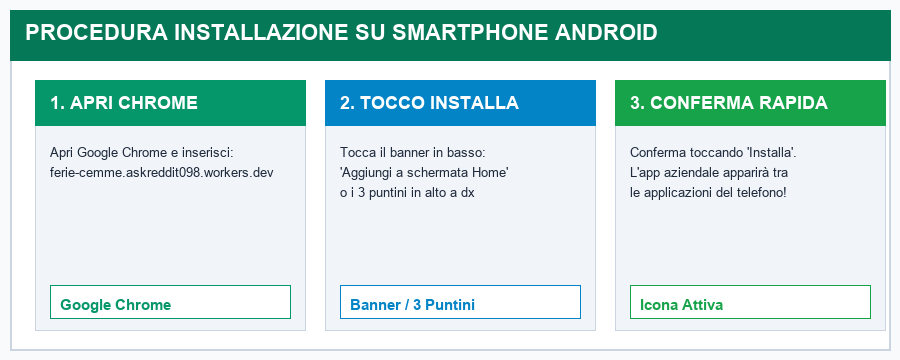 PROCEDURA INSTALLAZIONE SU SMARTPHONE ANDROID
1. APRI CHROME
Apri Google Chrome e inserisci:
ferie-cemme.askreddit098.workers.dev
Google Chrome
2. TOCCO INSTALLA
Tocca il banner in basso:
'Aggiungi a schermata Home'
o i 3 puntini in alto a dx
Banner / 3 Puntini
3. CONFERMA RAPIDA
Conferma toccando 'Installa'.
L'app aziendale apparirà tra
le applicazioni del telefono!
Icona Attiva